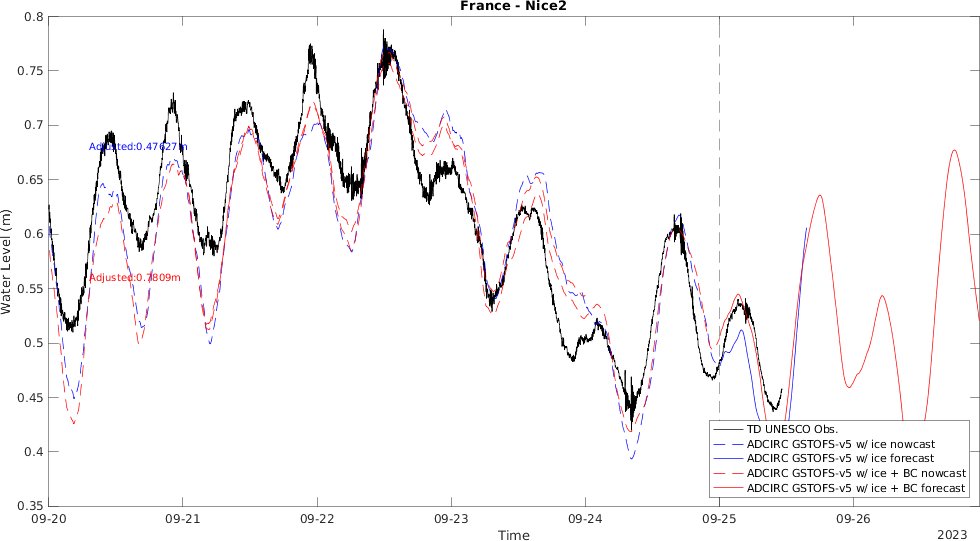 France - Nice2
0.8
0.75
0.7
0.65
0.6
0.55
0.5
0.45
0.4
0.35
Water Level (m)
Adjusted:0.47627m
Adjusted:0.7809m
TD UNESCO Obs.
ADCIRC GSTOFS-v5 w/ ice nowcast
ADCIRC GSTOFS-v5 w/ ice forecast
ADCIRC GSTOFS-v5 w/ ice + BC nowcast
ADCIRC GSTOFS-v5 w/ ice + BC forecast
09-20 09-21 09-22 09-23 09-24 09-25 09-26
Time
2023